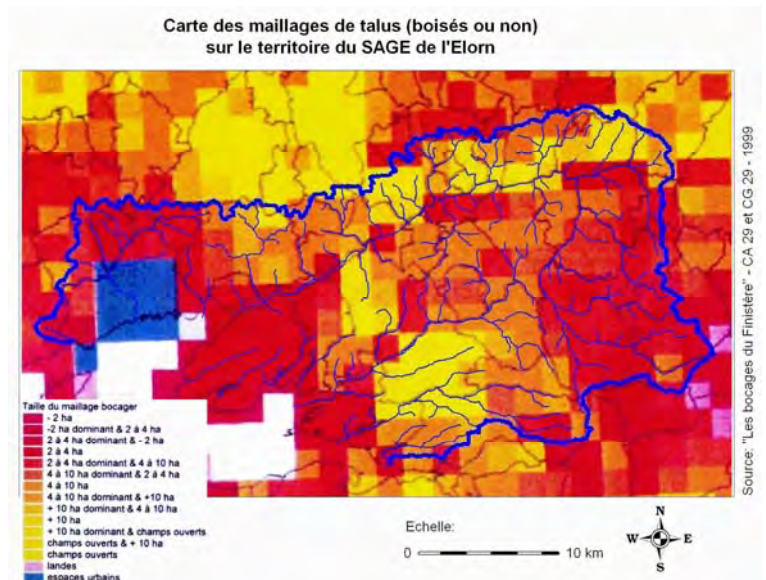 Carte des maillages de talus (boisés ou non)
sur le territoire du SAGE de l'Elorn
Source: "Les bocages du Finistère" - CA 29 et CG 29 - 1999
Taille du maillage bocager
- 2 ha
-2 ha dominant & 2 à 4 ha
2 à 4 ha dominant & - 2 ha
2 à 4 ha
2 à 4 ha dominant & 4 à 10 ha
4 à 10 ha dominant & 2 à 4 ha
4 à 10 ha
4 à 10 ha dominant & +10 ha
+ 10 ha dominant & 4 à 10 ha
+ 10 ha
+ 10 ha dominant & champs ouverts
champs ouverts & + 10 ha
champs ouverts
landes
espaces urbains
Echelle:
0 10 km
N
W E
S